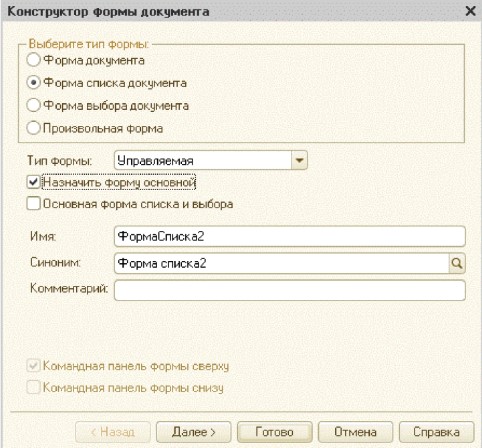 Конструктор формы документа
Выберите тип формы:
Форма документа
Форма списка документа
Форма выбора документа
Произвольная форма
Тип формы: Управляемая
Назначить форму основной
Основная форма списка и выбора
Имя: ФормаСписка2
Синоним: Форма списка2
Комментарий:
Командная панель формы сверху
Командная панель формы снизу
< Назад Далее > Готово Отмена Справка